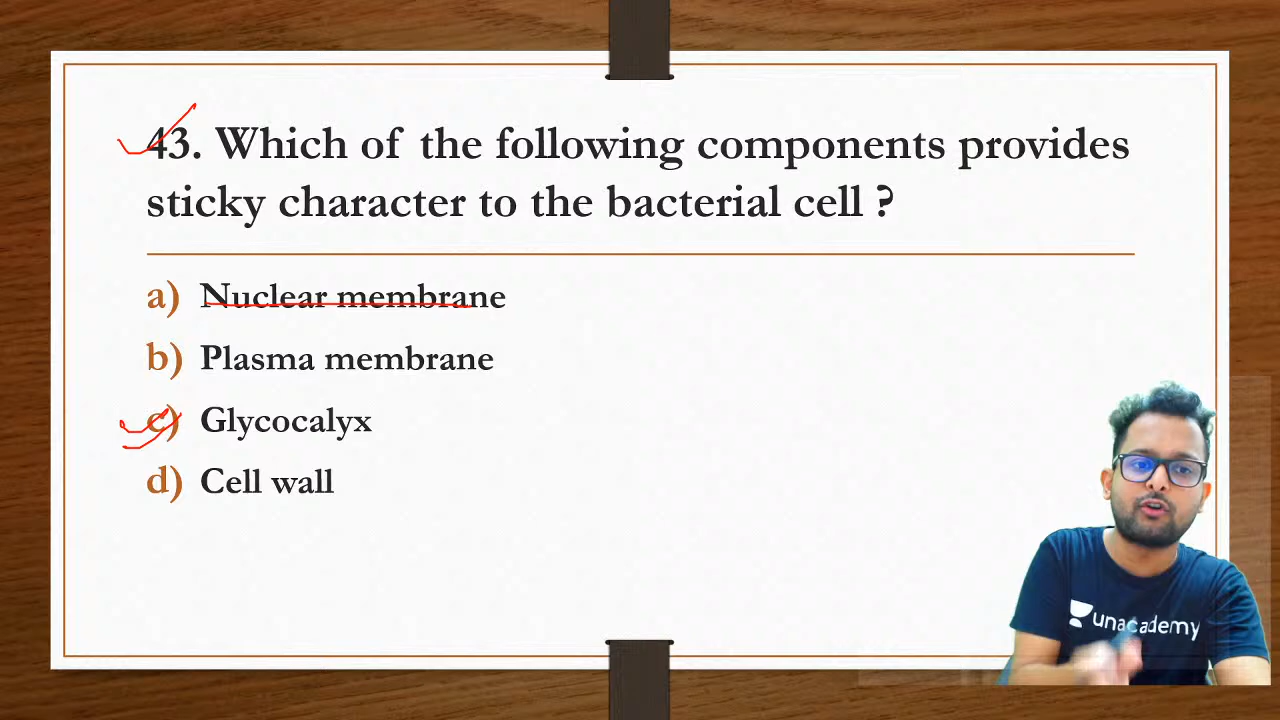 43. Which of the following components provides
sticky character to the bacterial cell ?
a) Nuclear membrane
b) Plasma membrane
c) Glycocalyx
d) Cell wall
unacademy